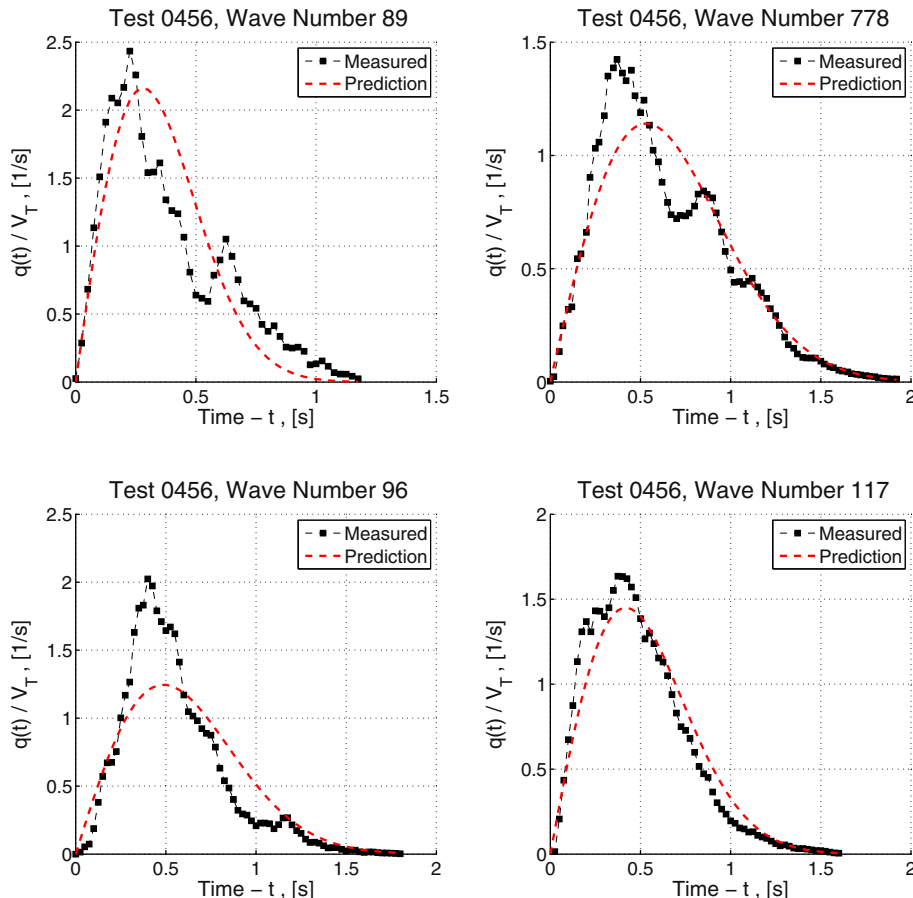 Test 0456, Wave Number 89
2.5
2
1.5
1
0.5
0
0
0.5
1
1.5
q(t) / V_T , [1/s]
Time − t , [s]
Measured
Prediction
Test 0456, Wave Number 778
1.5
1
0.5
0
0
0.5
1
1.5
2
q(t) / V_T , [1/s]
Time − t , [s]
Measured
Prediction
Test 0456, Wave Number 96
2.5
2
1.5
1
0.5
0
0
0.5
1
1.5
2
q(t) / V_T , [1/s]
Time − t , [s]
Measured
Prediction
Test 0456, Wave Number 117
2
1.5
1
0.5
0
0
0.5
1
1.5
2
q(t) / V_T , [1/s]
Time − t , [s]
Measured
Prediction